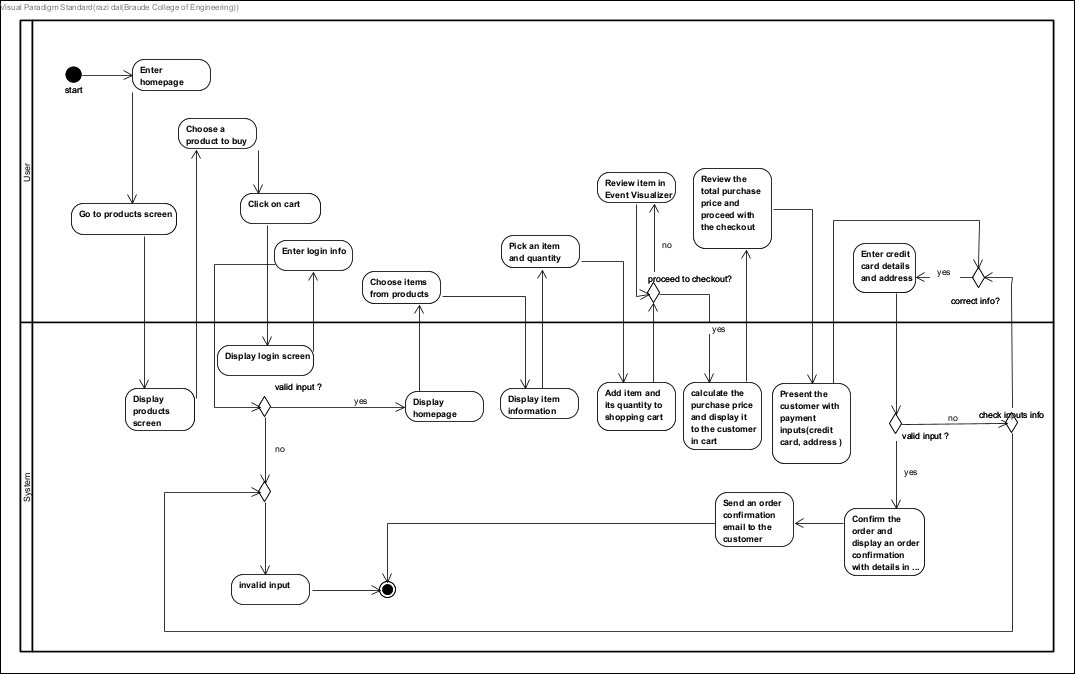 Visual Paradigm Standard(razi dal(Braude College of Engineering))
User
start
Enter
homepage
Choose a
product to buy
Go to products screen
Click on cart
Enter login info
Choose items
from products
Pick an item
and quantity
Review item in
Event Visualizer
no
proceed to checkout?
yes
Review the
total purchase
price and
proceed with
the checkout
Enter credit
card details
and address
yes
correct info?
System
Display
products
screen
Display login screen
valid input ?
yes
no
Display
homepage
Display item
information
Add item and
its quantity to
shopping cart
calculate the
purchase price
and display it
to the customer
in cart
Present the
customer with
payment
inputs(credit
card, address )
valid input ?
no
check inputs info
yes
Send an order
confirmation
email to the
customer
Confirm the
order and
display an order
confirmation
with details in ...
invalid input